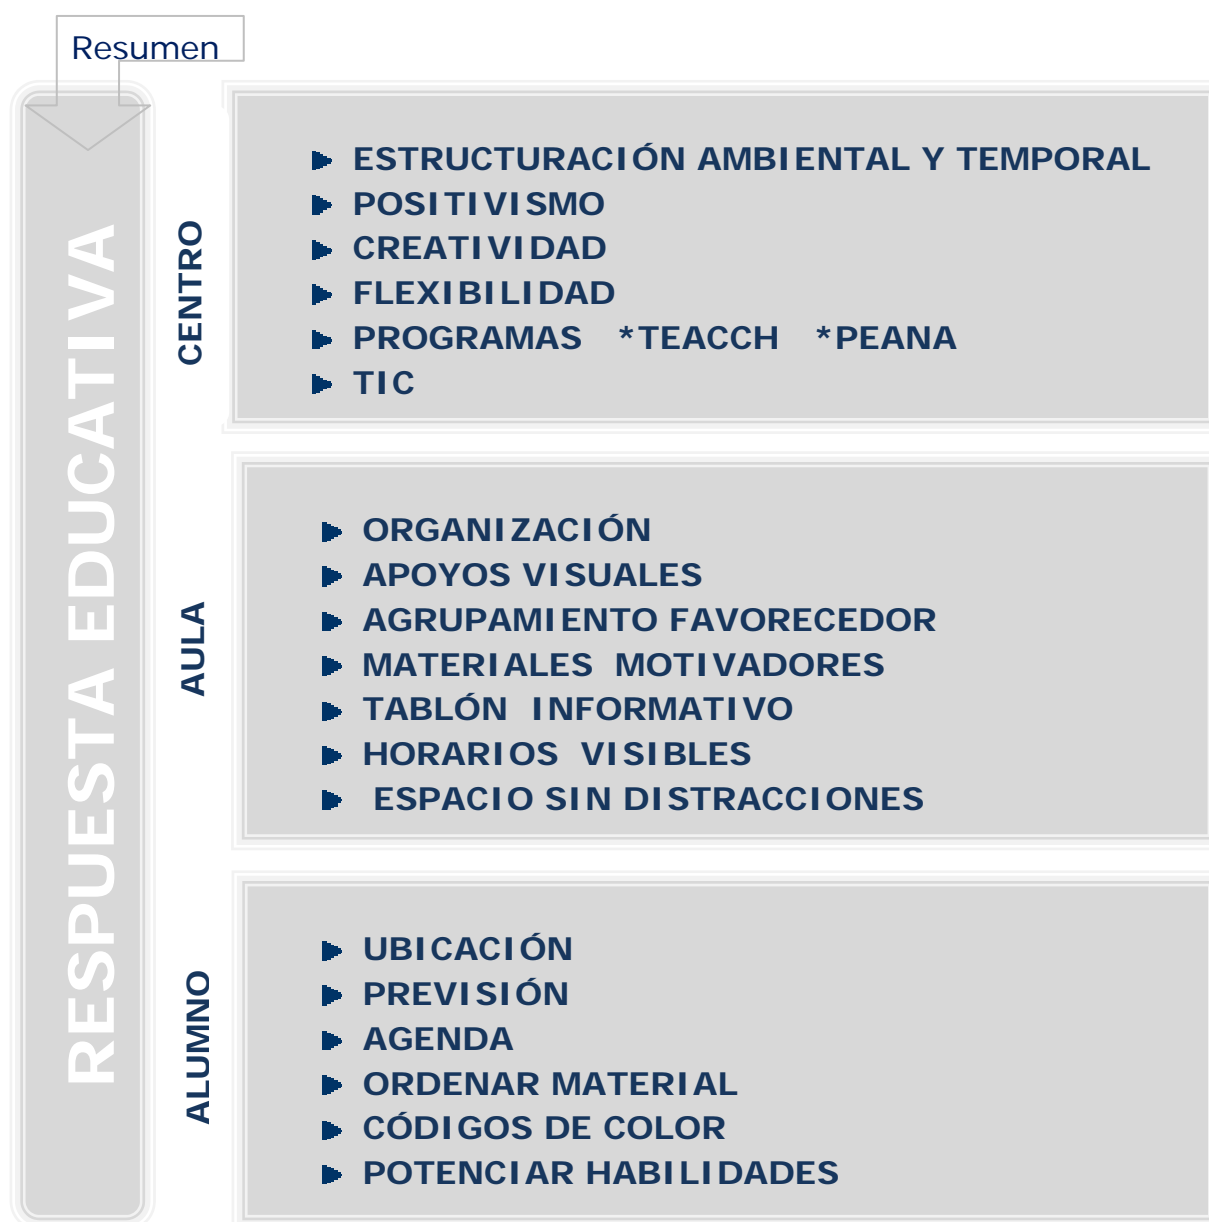 Resumen
RESPUESTA EDUCATIVA
CENTRO
ESTRUCTURACIÓN AMBIENTAL Y TEMPORAL
POSITIVISMO
CREATIVIDAD
FLEXIBILIDAD
PROGRAMAS *TEACCH *PEANA
TIC
AULA
ORGANIZACIÓN
APOYOS VISUALES
AGRUPAMIENTO FAVORECEDOR
MATERIALES MOTIVADORES
TABLÓN INFORMATIVO
HORARIOS VISIBLES
ESPACIO SIN DISTRACCIONES
ALUMNO
UBICACIÓN
PREVISIÓN
AGENDA
ORDENAR MATERIAL
CÓDIGOS DE COLOR
POTENCIAR HABILIDADES